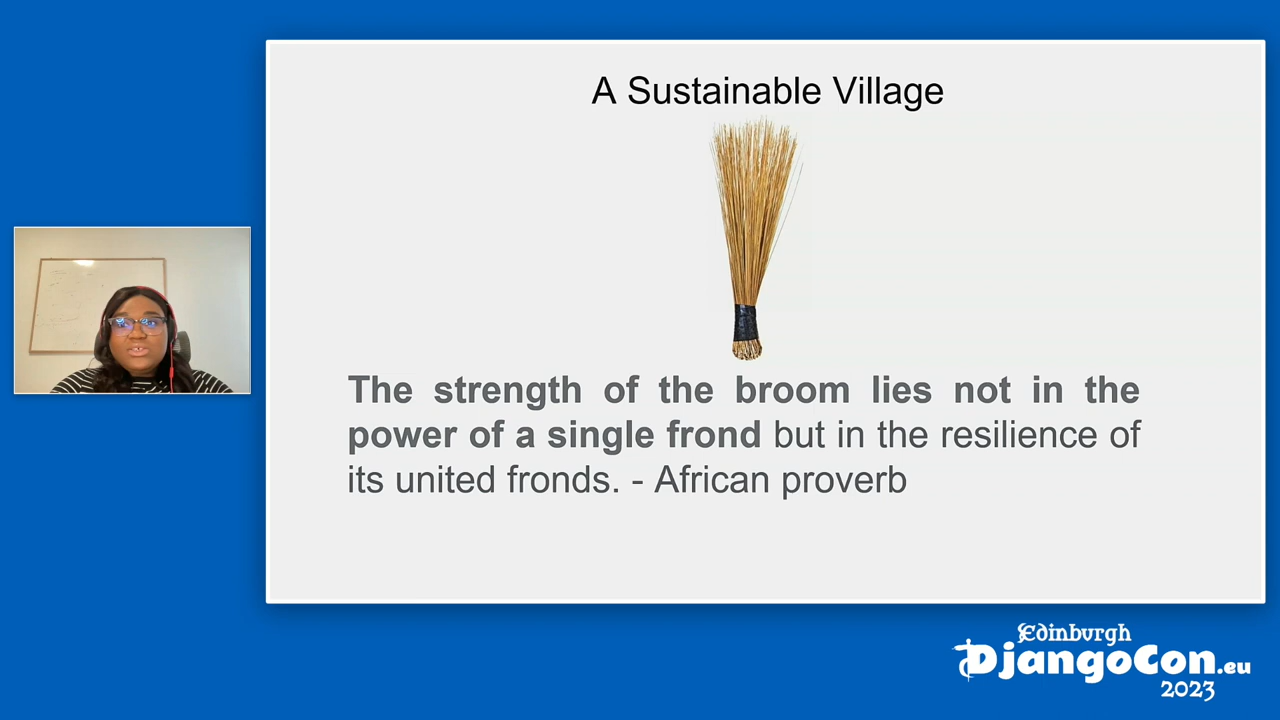 A Sustainable Village
The strength of the broom lies not in the
power of a single frond but in the resilience of
its united fronds. - African proverb
Edinburgh
DjangoCon.eu
2023